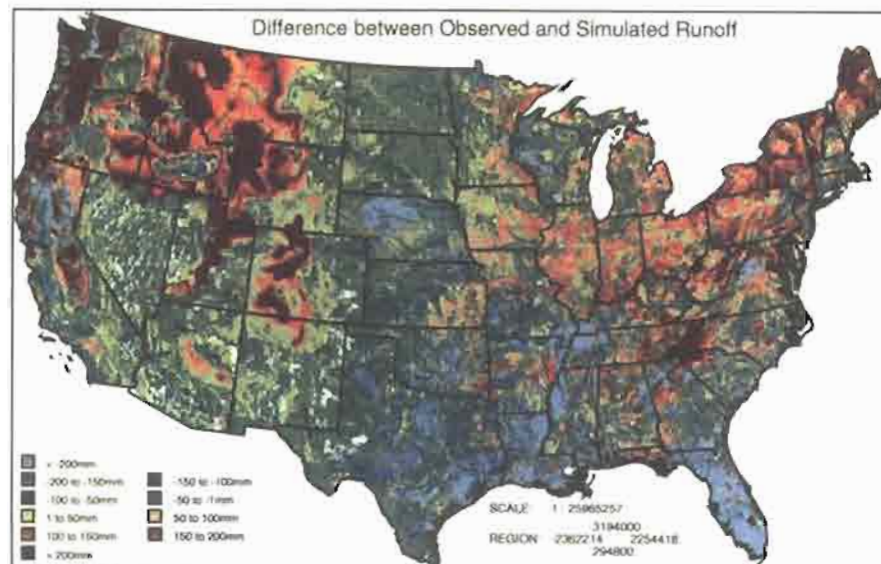 Difference between Observed and Simulated Runoff
< -200mm
-200 to -150mm
-150 to -100mm
-100 to -50mm
-50 to -1mm
1 to 50mm
50 to 100mm
100 to 150mm
150 to 200mm
> 200mm
SCALE 1 : 25965257
3194000
REGION -2362214 2254418
294800